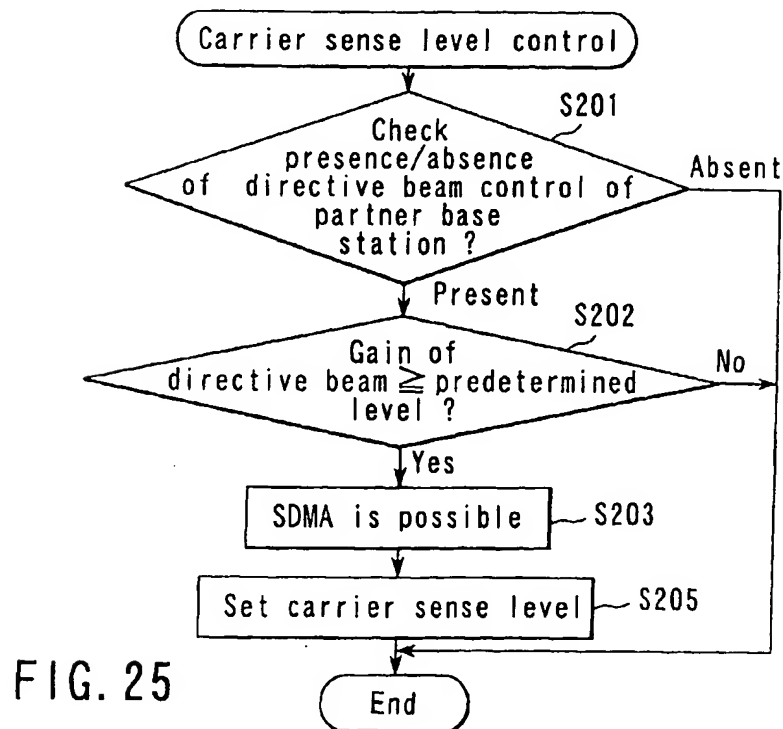 Carrier sense level control
S201
Check
presence/absence
of directive beam control of
partner base
station ?
Absent
Present
S202
Gain of
directive beam ≧ predetermined
level ?
No
Yes
SDMA is possible
S203
Set carrier sense level
S205
End
FIG. 25